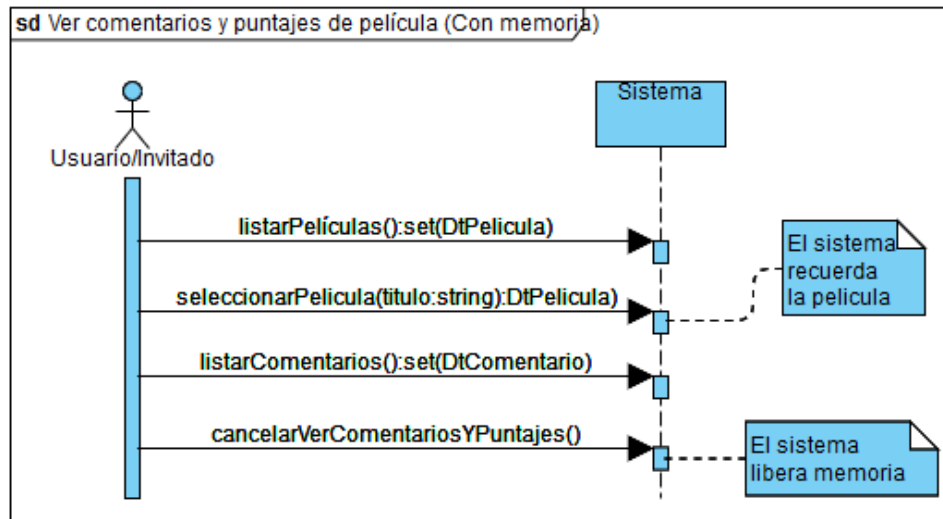 sd Ver comentarios y puntajes de película (Con memoria)
Sistema
Usuario/Invitado
listarPelículas():set(DtPelicula)
El sistema
recuerda
la pelicula
seleccionarPelicula(titulo:string):DtPelicula)
listarComentarios():set(DtComentario)
cancelarVerComentariosYPuntajes()
El sistema
libera memoria